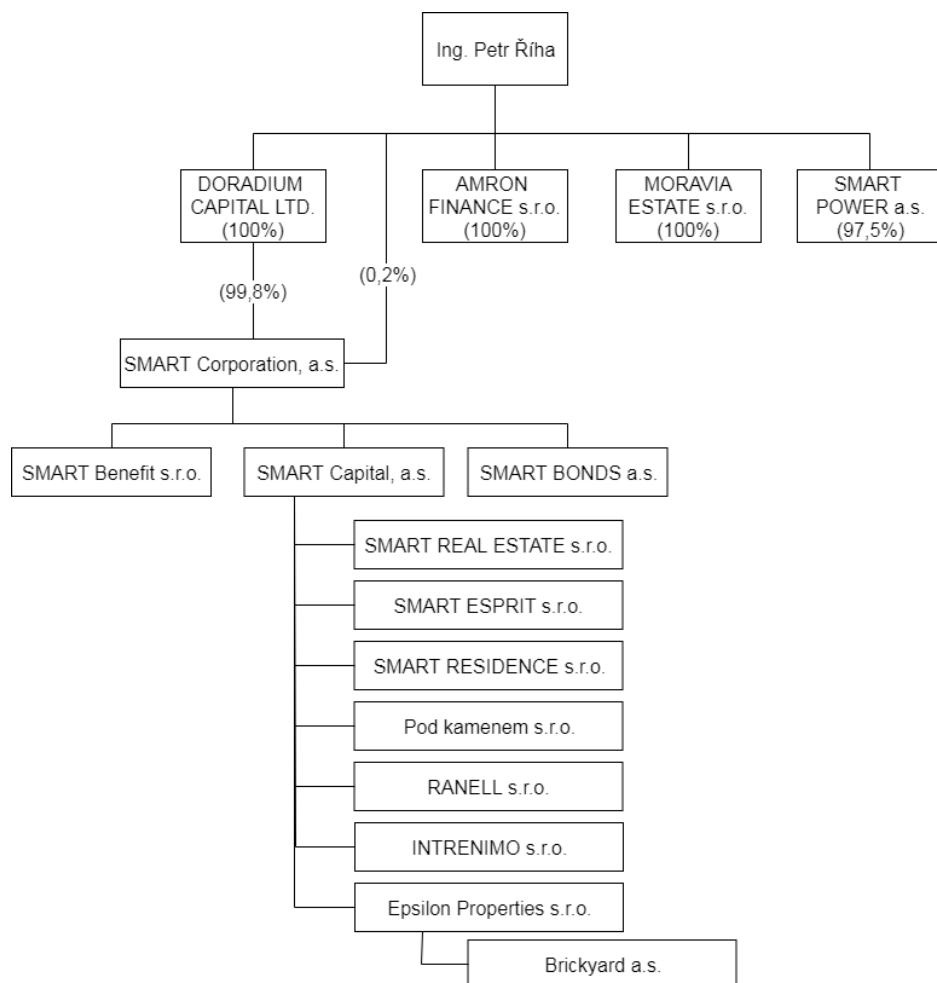 Ing. Petr Říha
DORADIUM
CAPITAL LTD.
(100%)
AMRON
FINANCE s.r.o.
(100%)
MORAVIA
ESTATE s.r.o.
(100%)
SMART
POWER a.s.
(97,5%)
(99,8%)
(0,2%)
SMART Corporation, a.s.
SMART Benefit s.r.o.
SMART Capital, a.s.
SMART BONDS a.s.
SMART REAL ESTATE s.r.o.
SMART ESPRIT s.r.o.
SMART RESIDENCE s.r.o.
Pod kamenem s.r.o.
RANELL s.r.o.
INTRENIMO s.r.o.
Epsilon Properties s.r.o.
Brickyard a.s.